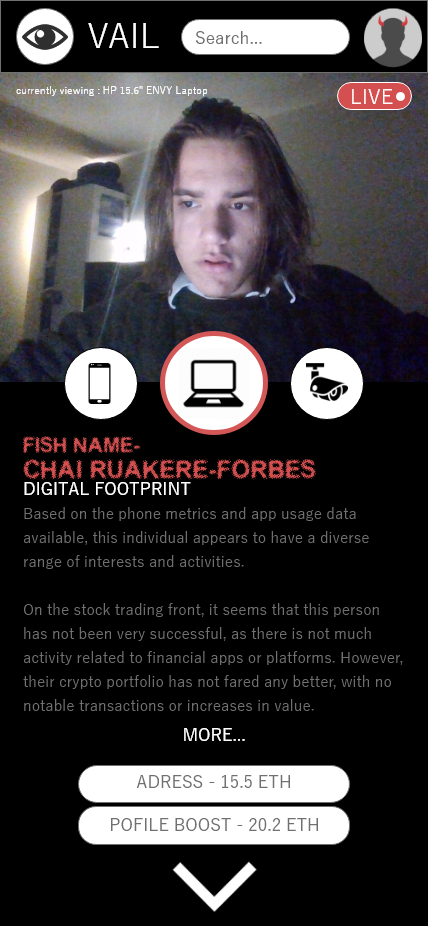 VAIL
Search...
currently viewing : HP 15.6" ENVY Laptop
LIVE
FISH NAME-
CHAI RUAKERE-FORBES
DIGITAL FOOTPRINT
Based on the phone metrics and app usage data
available, this individual appears to have a diverse
range of interests and activities.
On the stock trading front, it seems that this person
has not been very successful, as there is not much
activity related to financial apps or platforms. However,
their crypto portfolio has not fared any better, with no
notable transactions or increases in value.
MORE...
ADRESS - 15.5 ETH
POFILE BOOST - 20.2 ETH